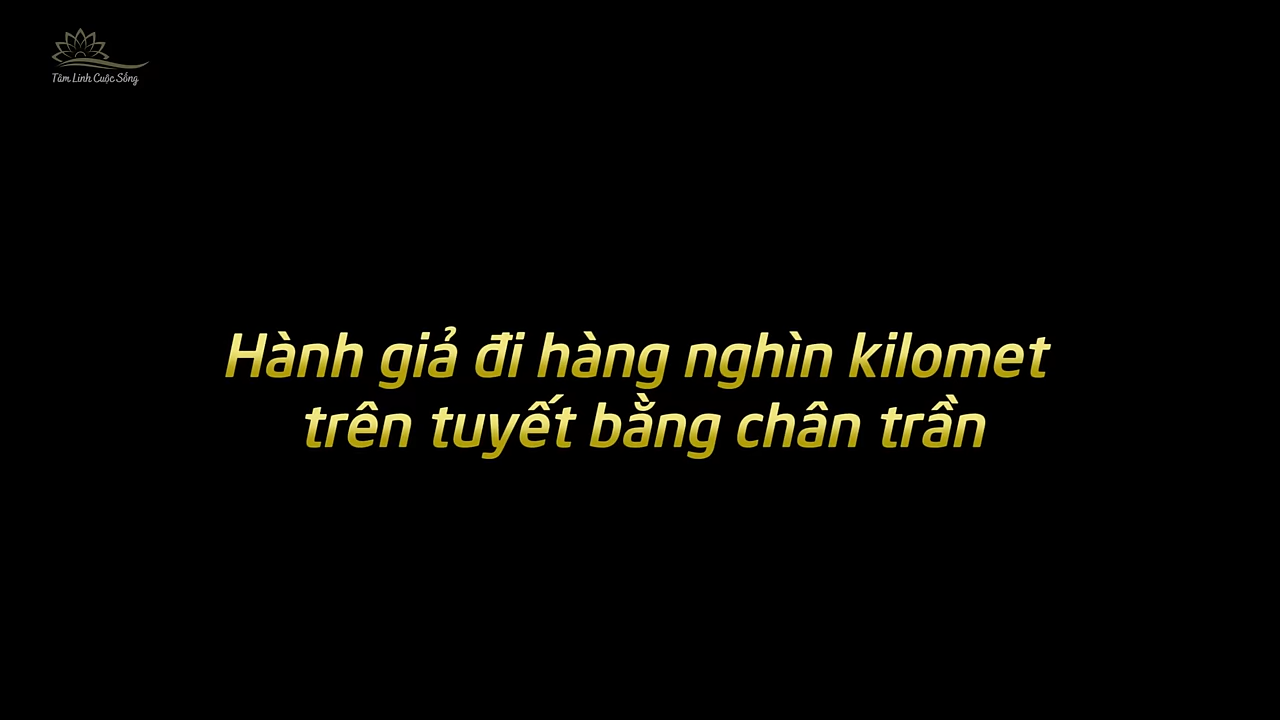 Tâm Linh Cuộc Sống
Hành giả đi hàng nghìn kilomet
trên tuyết bằng chân trần